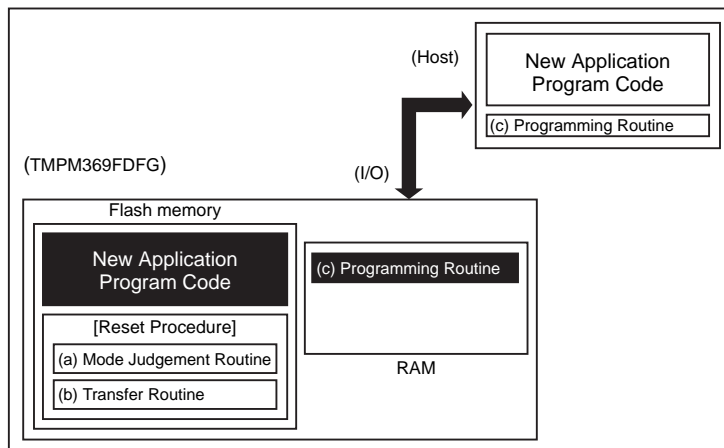 (Host)
New Application
Program Code
(c) Programming Routine
(TMPM369FDFG)
(I/O)
Flash memory
New Application
Program Code
(c) Programming Routine
[Reset Procedure]
(a) Mode Judgement Routine
(b) Transfer Routine
RAM